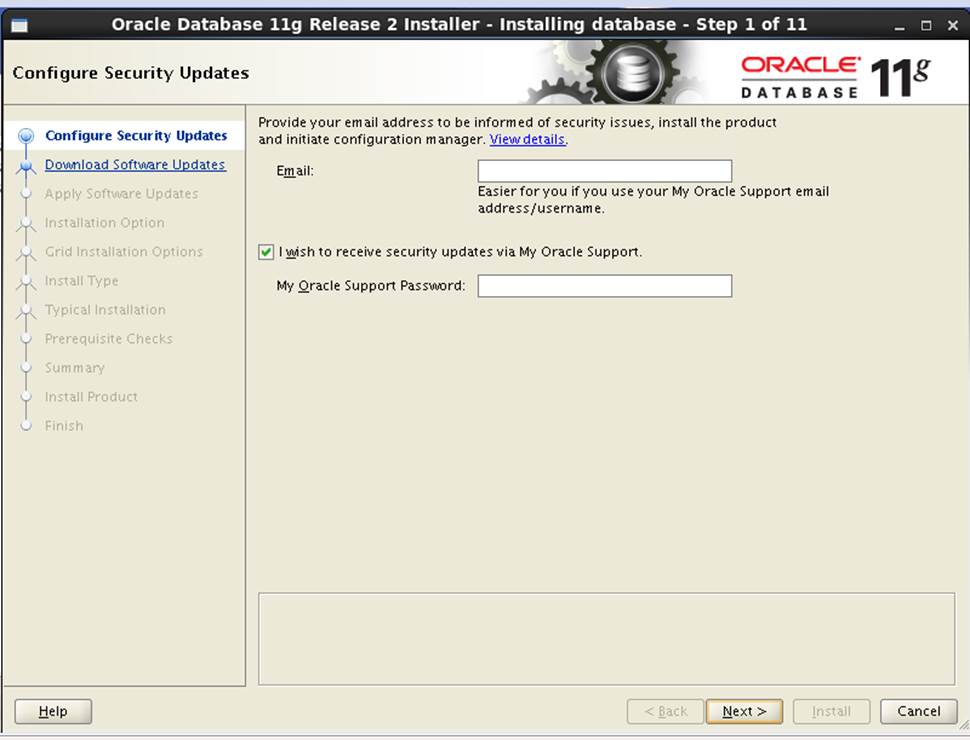 Oracle Database 11g Release 2 Installer - Installing database - Step 1 of 11
Configure Security Updates
ORACLE 11g
DATABASE
Configure Security Updates
Download Software Updates
Apply Software Updates
Installation Option
Grid Installation Options
Install Type
Typical Installation
Prerequisite Checks
Summary
Install Product
Finish
Provide your email address to be informed of security issues, install the product
and initiate configuration manager. View details.
Email:
Easier for you if you use your My Oracle Support email
address/username.
I wish to receive security updates via My Oracle Support.
My Oracle Support Password:
Help
< Back
Next >
Install
Cancel